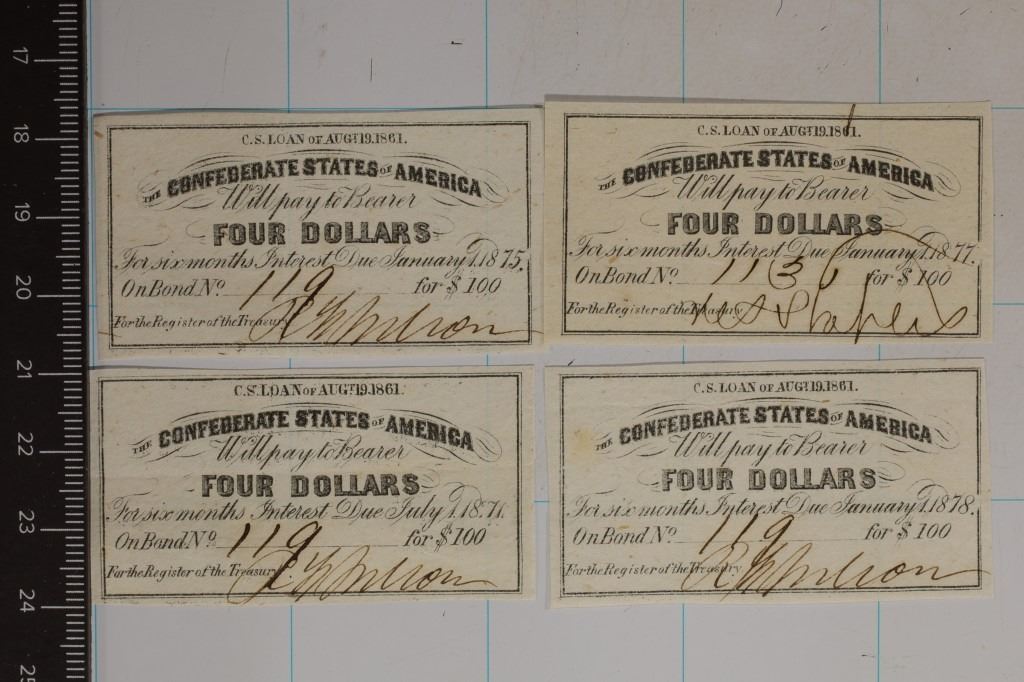 17
18
19
20
21
22
23
24
25
C.S. LOAN OF AUGT. 19. 1861.
THE CONFEDERATE STATES OF AMERICA
Will pay to Bearer
FOUR DOLLARS
For six months Interest Due January 1. 1875.
On Bond No. 119 for $100
For the Register of the Treasury
C.S. LOAN OF AUGT. 19. 1861.
THE CONFEDERATE STATES OF AMERICA
Will pay to Bearer
FOUR DOLLARS
For six months Interest Due January 1. 1877.
On Bond No. 1136 for $100
For the Register of the Treasury
C.S. LOAN OF AUGT. 19. 1861.
THE CONFEDERATE STATES OF AMERICA
Will pay to Bearer
FOUR DOLLARS
For six months Interest Due July 1. 1871.
On Bond No. 119 for $100
For the Register of the Treasury
C.S. LOAN OF AUGT. 19. 1861.
THE CONFEDERATE STATES OF AMERICA
Will pay to Bearer
FOUR DOLLARS
For six months Interest Due January 1. 1878.
On Bond No. 119 for $100
For the Register of the Treasury